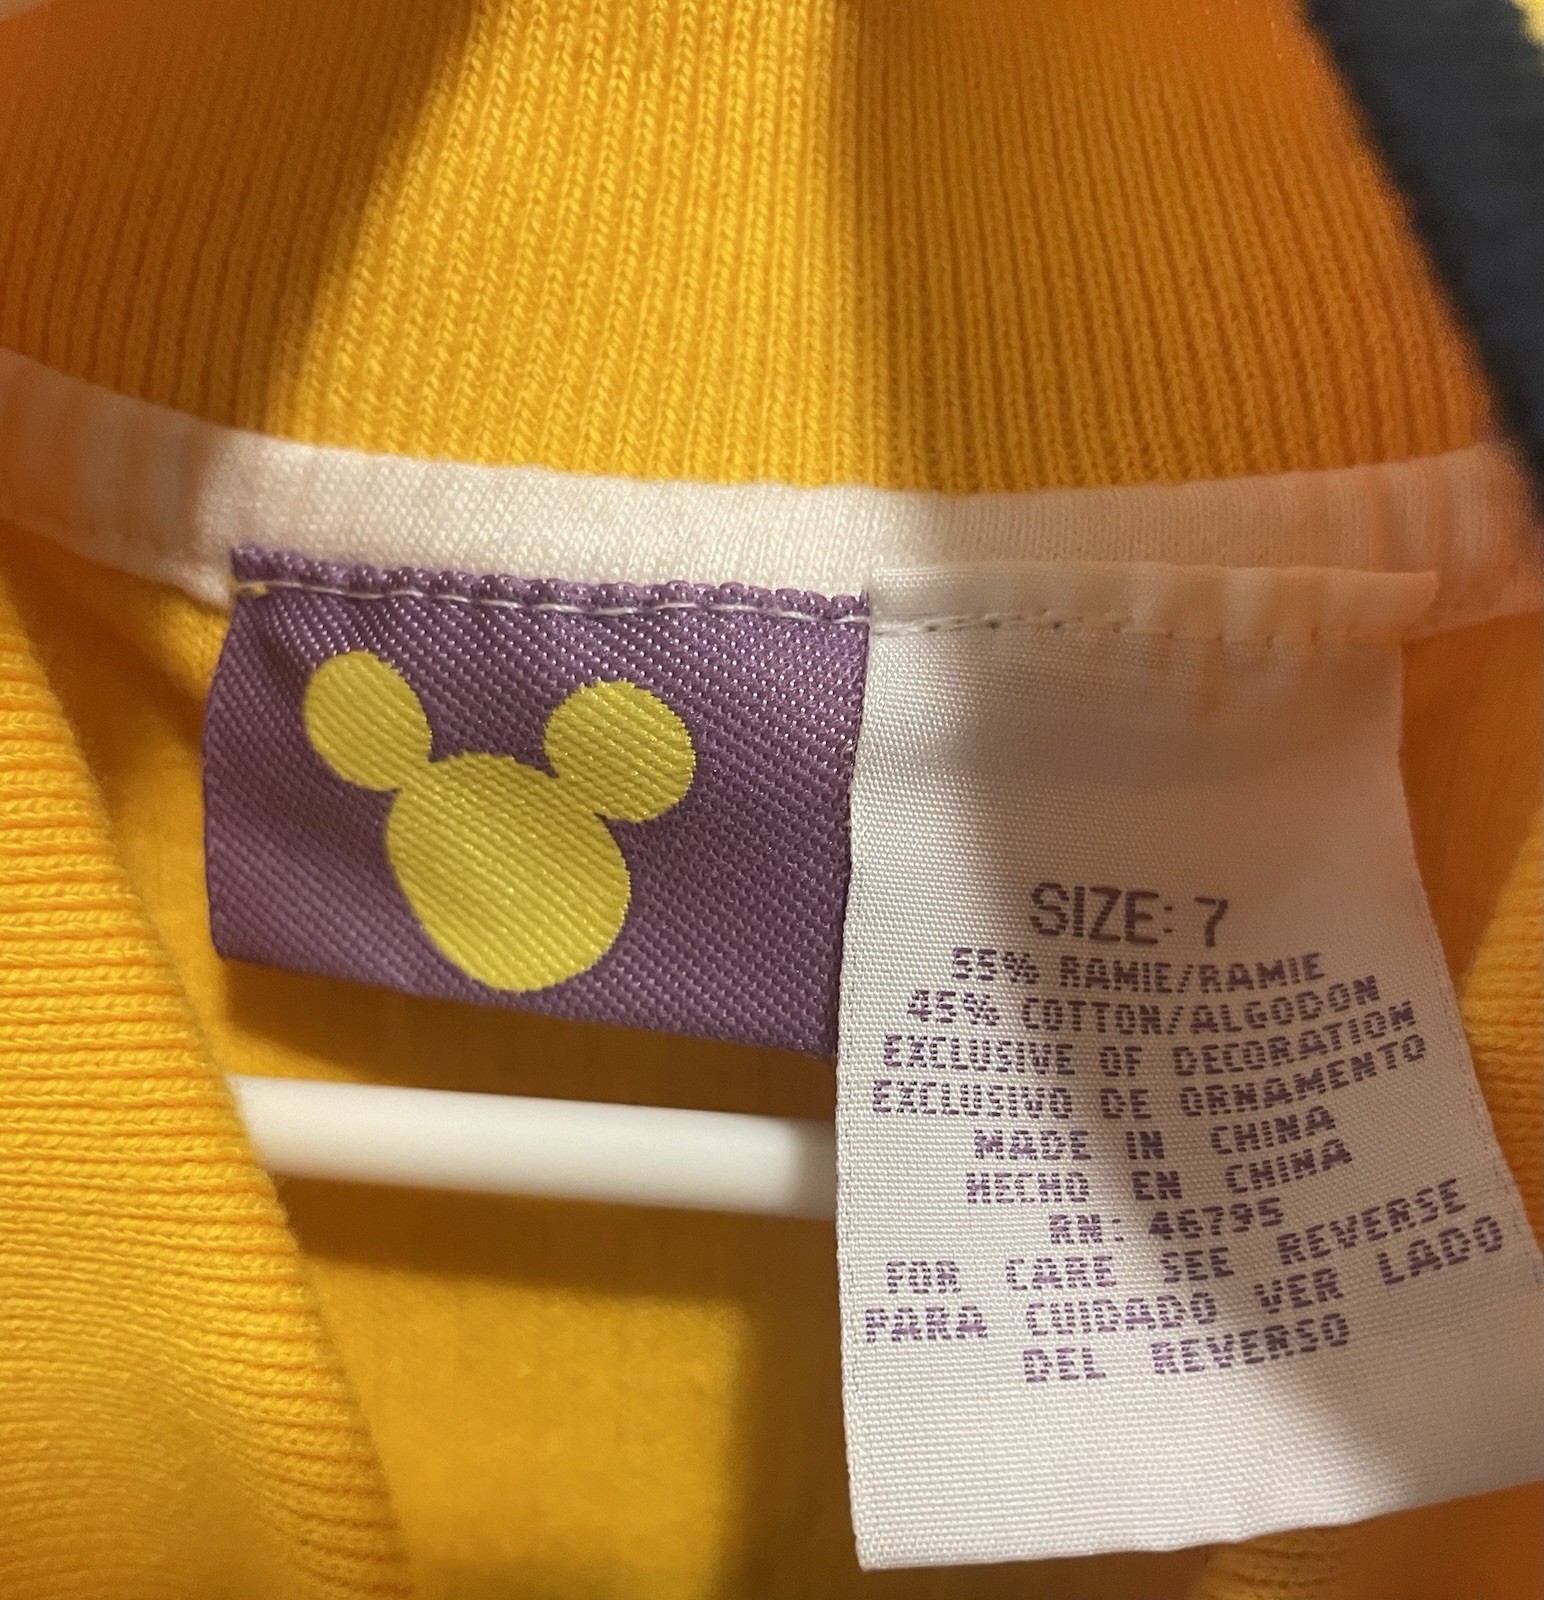 SIZE: 7
55% RAMIE/RAMIE
45% COTTON/ALGODON
EXCLUSIVE OF DECORATION
EXCLUSIVO DE ORNAMENTO
MADE IN CHINA
HECHO EN CHINA
RN: 46795
FOR CARE SEE REVERSE
PARA CUIDADO VER LADO
DEL REVERSO